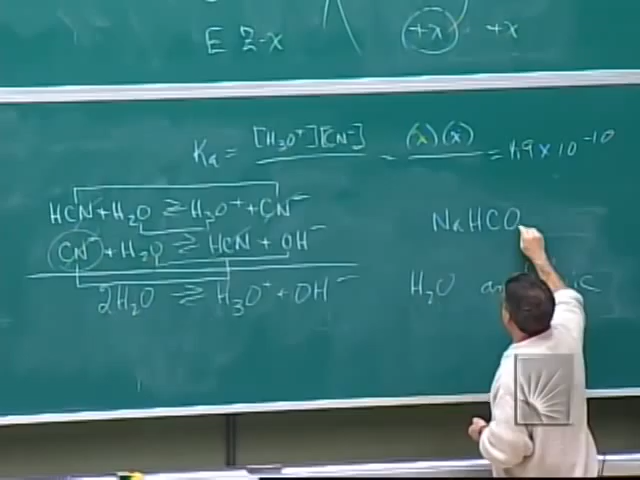 E 2-x (+x) +x
Ka = [H3O+][CN-] = (x)(x) = 4.9 x 10-10
HCN+H2O ⇌ H3O+ + CN-
NaHCO
CN- + H2O ⇌ HCN + OH-
2H2O ⇌ H3O+ + OH-
H2O